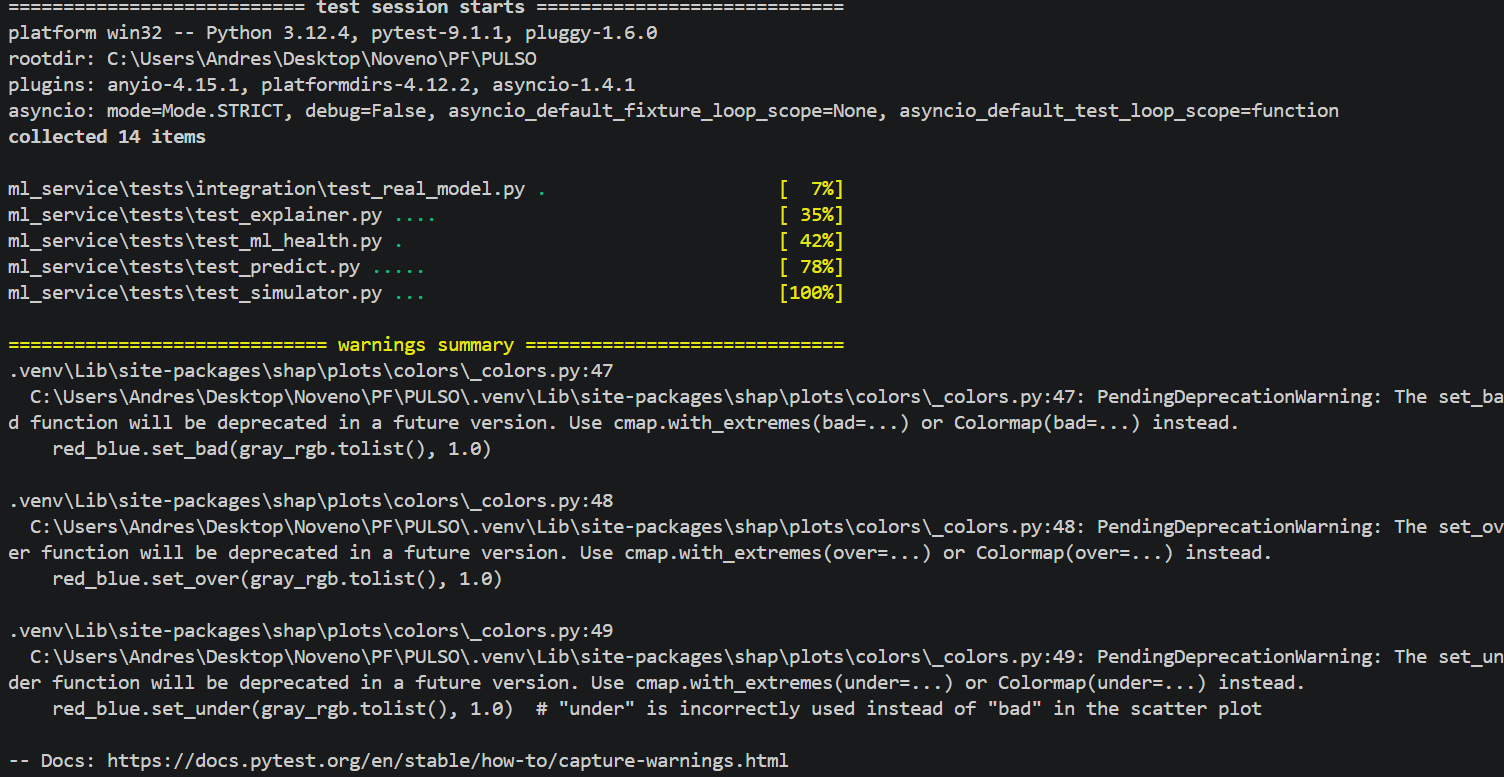 =========================== test session starts ============================
platform win32 -- Python 3.12.4, pytest-9.1.1, pluggy-1.6.0
rootdir: C:\Users\Andres\Desktop\Noveno\PF\PULSO
plugins: anyio-4.15.1, platformdirs-4.12.2, asyncio-1.4.1
asyncio: mode=Mode.STRICT, debug=False, asyncio_default_fixture_loop_scope=None, asyncio_default_test_loop_scope=function
collected 14 items

ml_service\tests\integration\test_real_model.py .                     [  7%]
ml_service\tests\test_explainer.py ....                               [ 35%]
ml_service\tests\test_ml_health.py .                                  [ 42%]
ml_service\tests\test_predict.py .....                                [ 78%]
ml_service\tests\test_simulator.py ...                                [100%]

============================= warnings summary =============================
.venv\Lib\site-packages\shap\plots\colors\_colors.py:47
  C:\Users\Andres\Desktop\Noveno\PF\PULSO\.venv\Lib\site-packages\shap\plots\colors\_colors.py:47: PendingDeprecationWarning: The set_ba
d function will be deprecated in a future version. Use cmap.with_extremes(bad=...) or Colormap(bad=...) instead.
    red_blue.set_bad(gray_rgb.tolist(), 1.0)

.venv\Lib\site-packages\shap\plots\colors\_colors.py:48
  C:\Users\Andres\Desktop\Noveno\PF\PULSO\.venv\Lib\site-packages\shap\plots\colors\_colors.py:48: PendingDeprecationWarning: The set_ov
er function will be deprecated in a future version. Use cmap.with_extremes(over=...) or Colormap(over=...) instead.
    red_blue.set_over(gray_rgb.tolist(), 1.0)

.venv\Lib\site-packages\shap\plots\colors\_colors.py:49
  C:\Users\Andres\Desktop\Noveno\PF\PULSO\.venv\Lib\site-packages\shap\plots\colors\_colors.py:49: PendingDeprecationWarning: The set_un
der function will be deprecated in a future version. Use cmap.with_extremes(under=...) or Colormap(under=...) instead.
    red_blue.set_under(gray_rgb.tolist(), 1.0)  # "under" is incorrectly used instead of "bad" in the scatter plot

-- Docs: https://docs.pytest.org/en/stable/how-to/capture-warnings.html